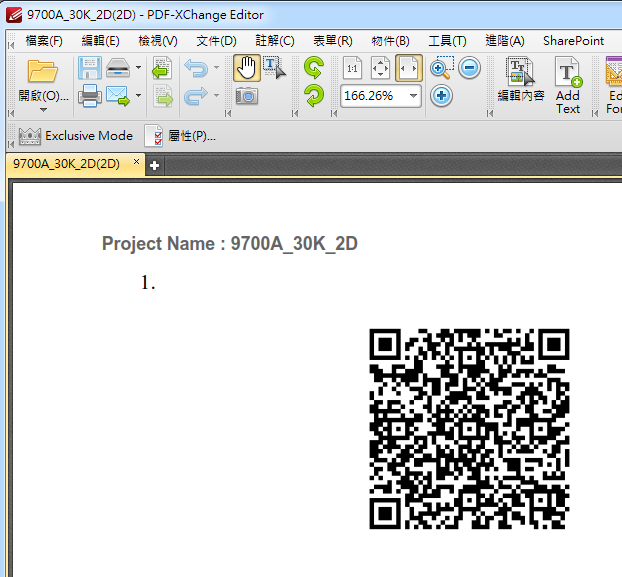 9700A_30K_2D(2D) - PDF-XChange Editor
檔案(F) 編輯(E) 檢視(V) 文件(D) 註解(C) 表單(R) 物件(B) 工具(T) 進階(A) SharePoint
開啟(O)... 1:1 166.26% 編輯內容 Add Text
Exclusive Mode 屬性(P)...
9700A_30K_2D(2D) ×
Project Name : 9700A_30K_2D
1.